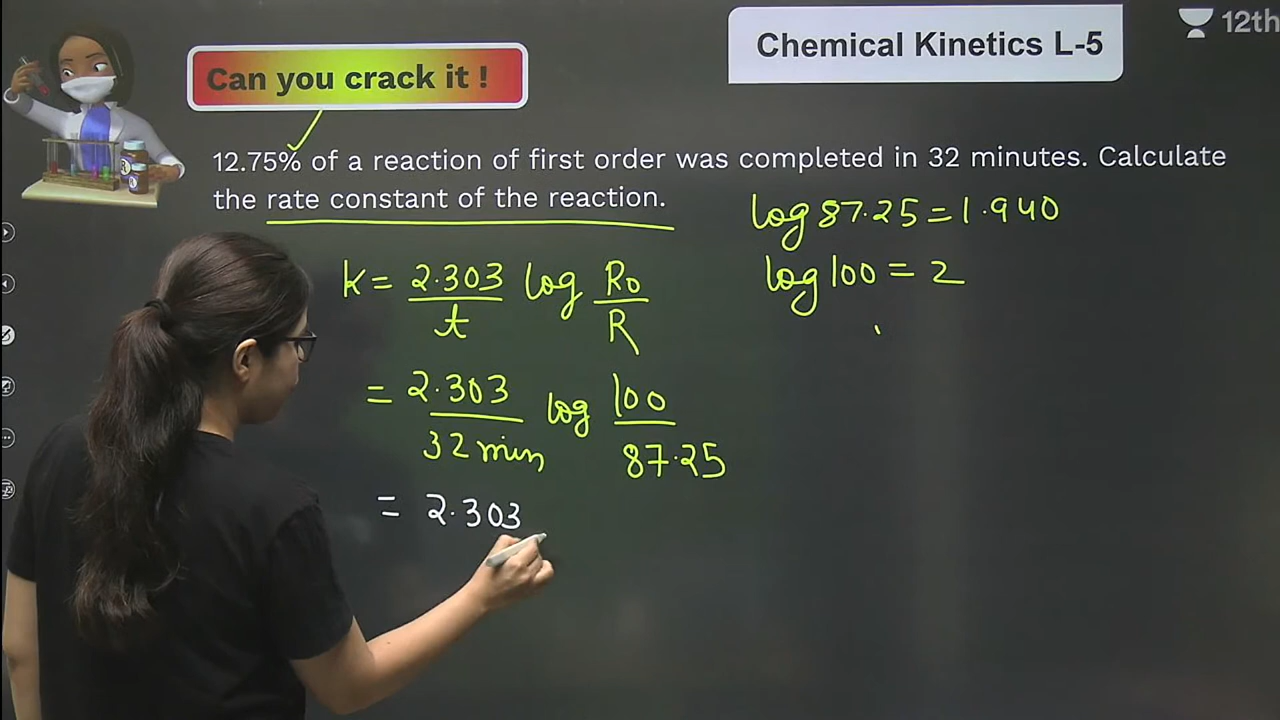 Chemical Kinetics L-5
12th
Can you crack it !
12.75% of a reaction of first order was completed in 32 minutes. Calculate
the rate constant of the reaction.
log 87.25 = 1.940
log 100 = 2
k = 2.303/t log R0/R
= 2.303/32 min log 100/87.25
= 2.303